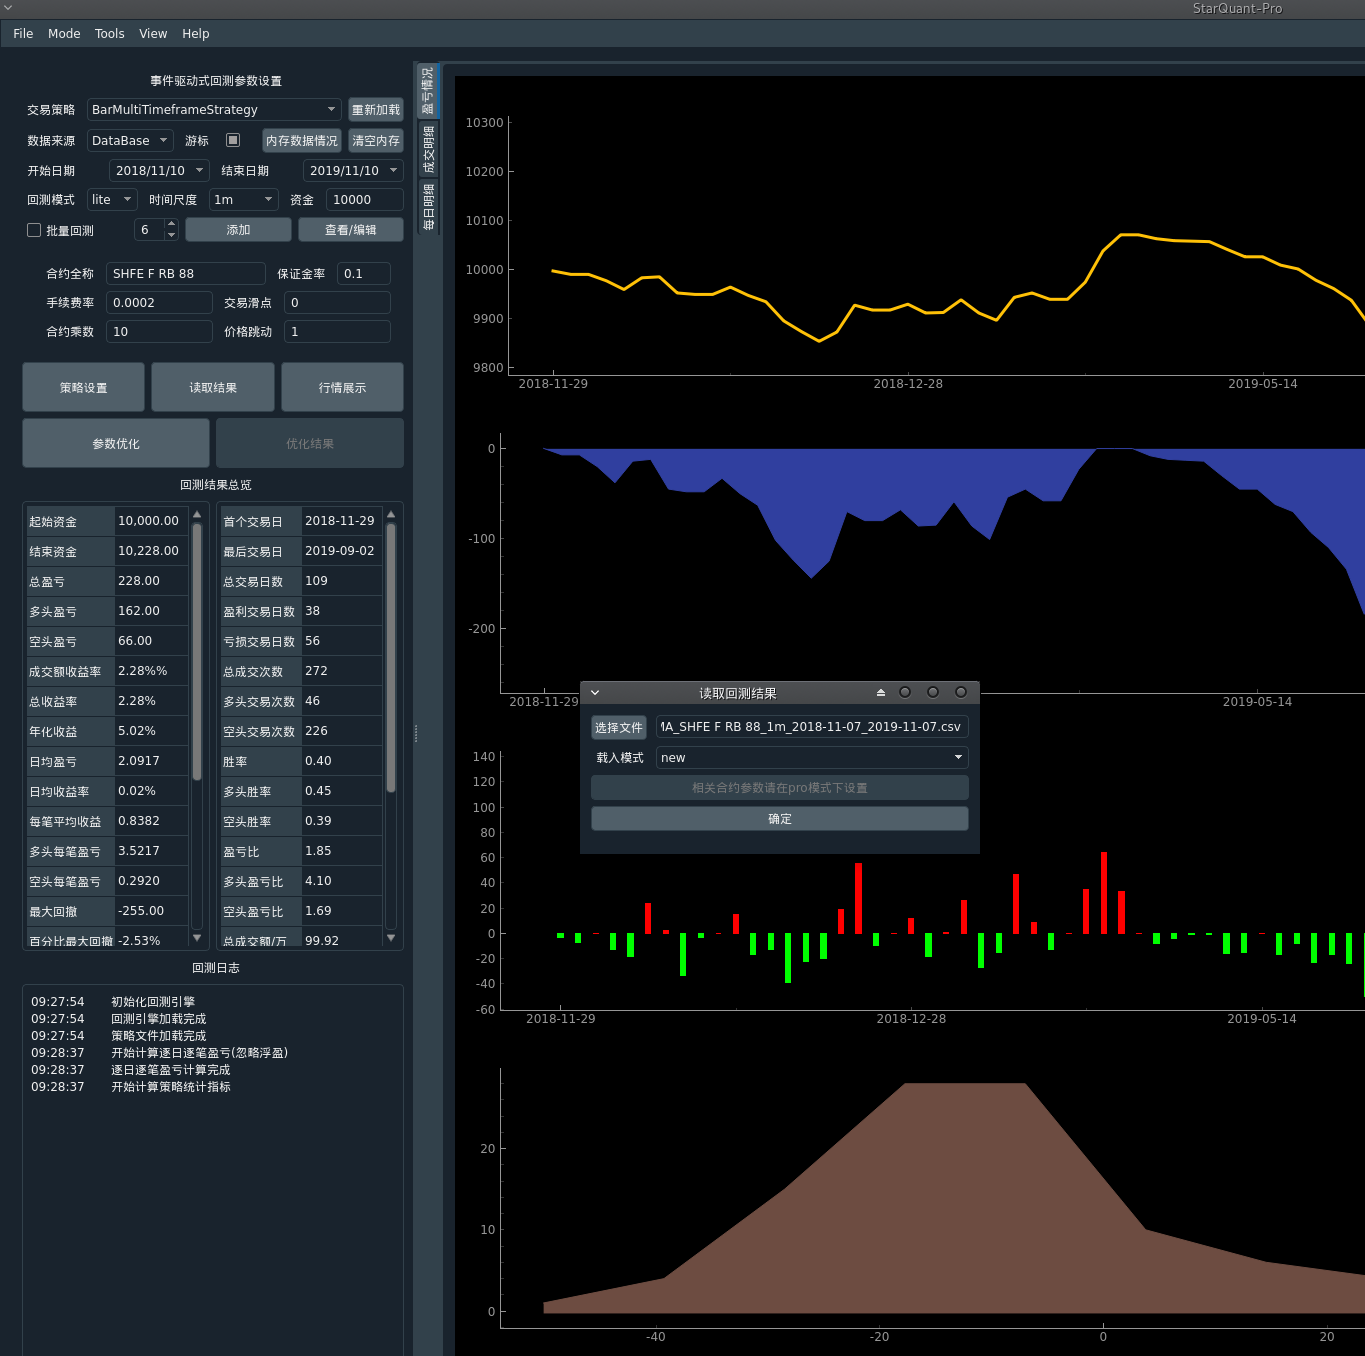 StarQuant-Pro
File Mode Tools View Help
事件驱动式回测参数设置
交易策略 BarMultiTimeframeStrategy 重新加载
数据来源 DataBase 游标 内存数据情况 清空内存
开始日期 2018/11/10 结束日期 2019/11/10
回测模式 lite 时间尺度 1m 资金 10000
批量回测 6 添加 查看/编辑
合约全称 SHFE F RB 88 保证金率 0.1
手续费率 0.0002 交易滑点 0
合约乘数 10 价格跳动 1
策略设置 读取结果 行情展示
参数优化 优化结果
回测结果总览
起始资金 10,000.00
结束资金 10,228.00
总盈亏 228.00
多头盈亏 162.00
空头盈亏 66.00
成交额收益率 2.28%%
总收益率 2.28%
年化收益 5.02%
日均盈亏 2.0917
日均收益率 0.02%
每笔平均收益 0.8382
多头每笔盈亏 3.5217
空头每笔盈亏 0.2920
最大回撤 -255.00
百分比最大回撤 -2.53%
首个交易日 2018-11-29
最后交易日 2019-09-02
总交易日数 109
盈利交易日数 38
亏损交易日数 56
总成交次数 272
多头交易次数 46
空头交易次数 226
胜率 0.40
多头胜率 0.45
空头胜率 0.39
盈亏比 1.85
多头盈亏比 4.10
空头盈亏比 1.69
总成交额/万 99.92
回测日志
09:27:54 初始化回测引擎
09:27:54 回测引擎加载完成
09:27:54 策略文件加载完成
09:28:37 开始计算逐日逐笔盈亏(忽略浮盈)
09:28:37 逐日逐笔盈亏计算完成
09:28:37 开始计算策略统计指标
盈亏情况
成交明细
每日明细
10300
10200
10100
10000
9900
9800
2018-11-29 2018-12-28 2019-05-14
0
-100
-200
2018-11-29 2019-05-14
读取回测结果
选择文件 MA_SHFE F RB 88_1m_2018-11-07_2019-11-07.csv
载入模式 new
相关合约参数请在pro模式下设置
确定
140
120
100
80
60
40
20
0
-20
-40
-60
2018-11-29 2018-12-28 2019-05-14
20
10
0
-40 -20 0 20